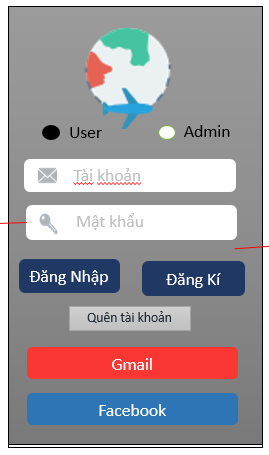 User Admin
Tài khoản
Mật khẩu
Đăng Nhập Đăng Kí
Quên tài khoản
Gmail
Facebook